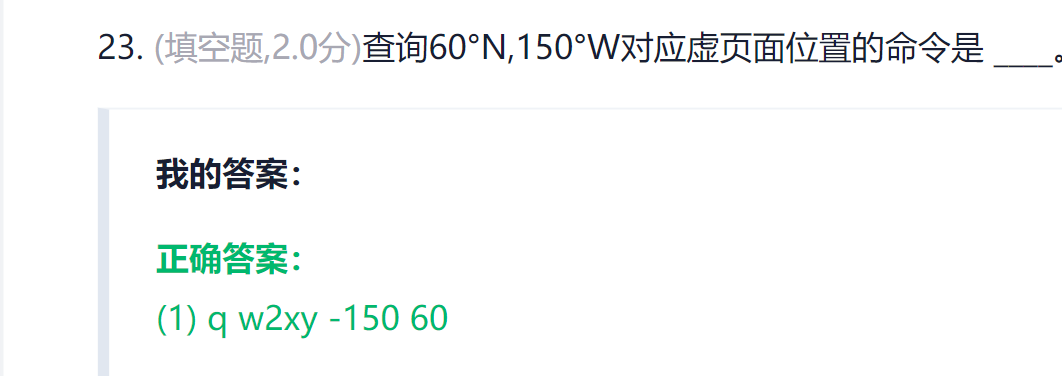 23. (填空题,2.0分)查询60°N,150°W对应虚页面位置的命令是 ____。
我的答案：
正确答案：
(1) q w2xy -150 60